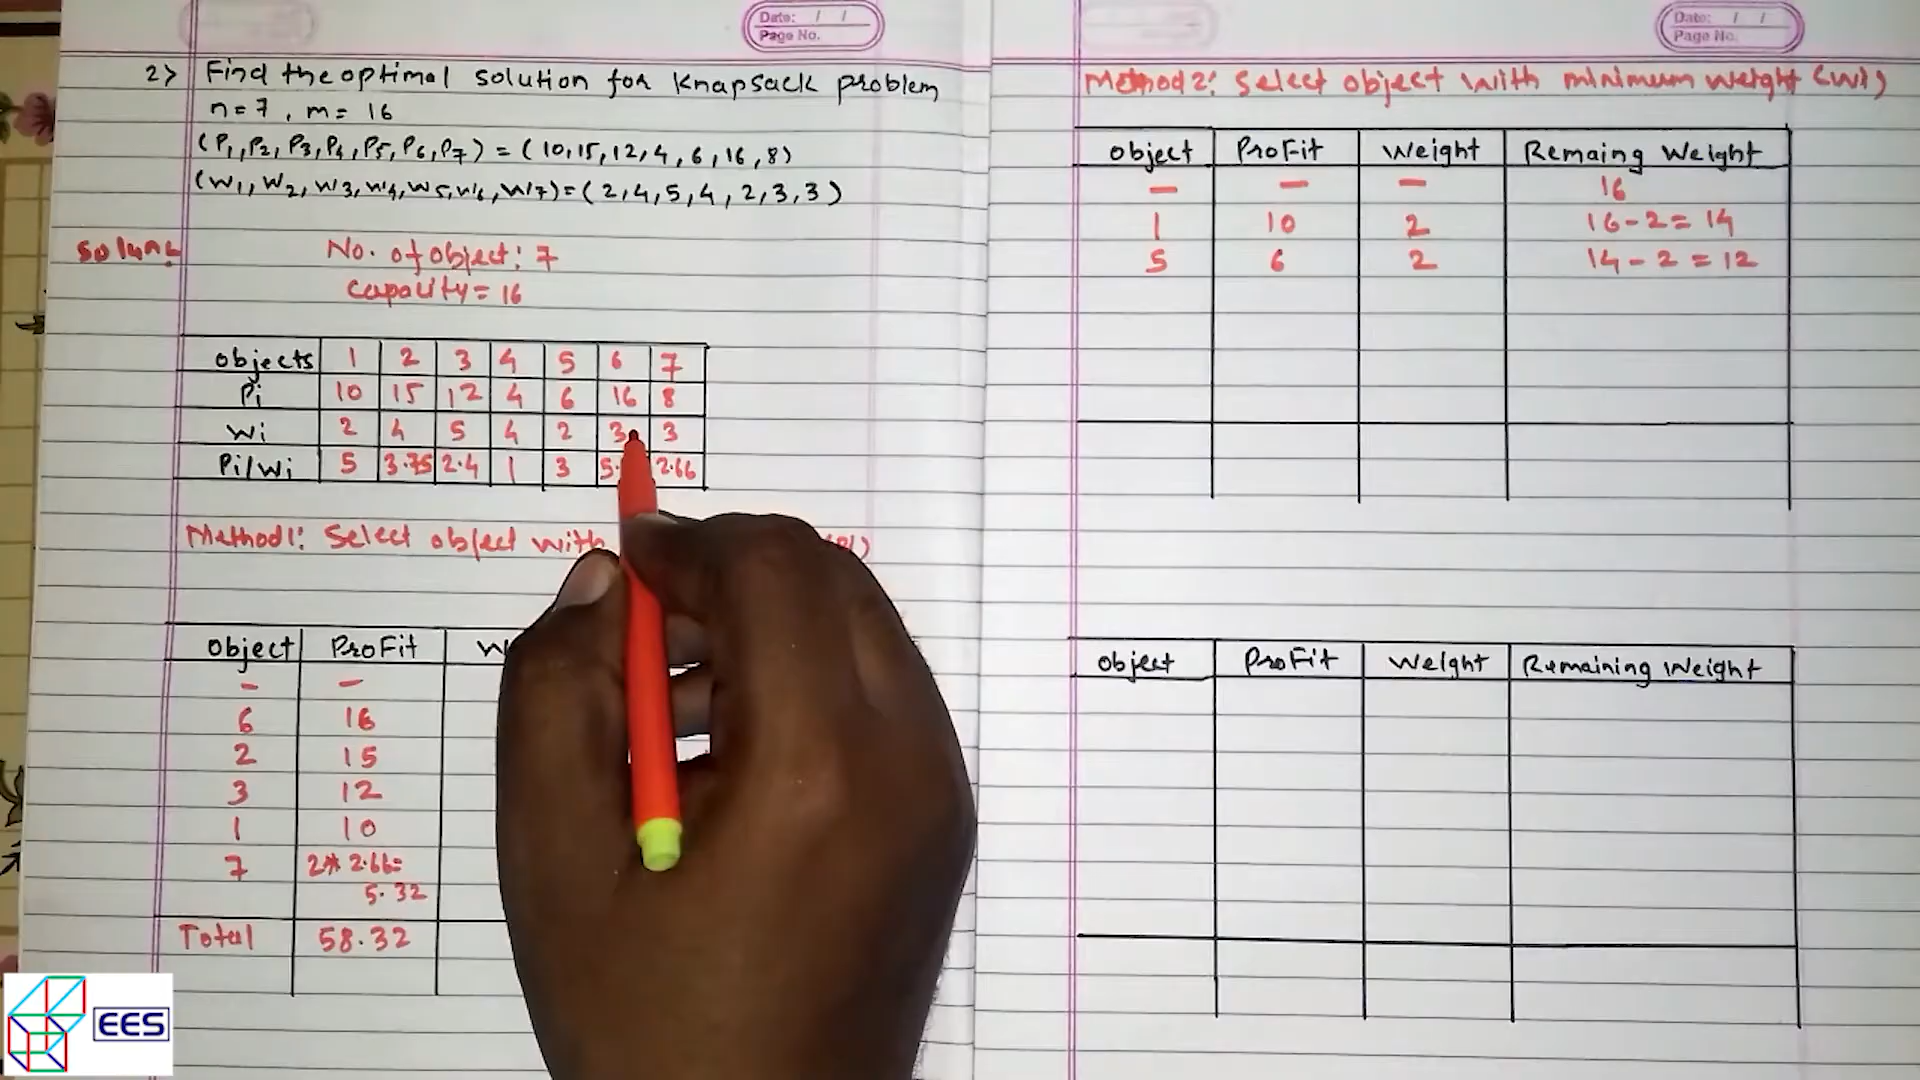 Date: / /
Page No.
2> Find the optimal solution for Knapsack problem
n=7, m=16
(P1,P2,P3,P4,P5,P6,P7) = (10,15,12,4,6,16,8)
(W1,W2,W3,W4,W5,W6,W7)=(2,4,5,4,2,3,3)
No. of object: 7
capacity = 16
objects 1 2 3 4 5 6 7
Pi 10 15 12 4 6 16 8
Wi 2 4 5 4 2 3 3
Pi/Wi 5 3.75 2.4 1 3 5. 2.66
Method1: Select object with
Object ProFit W
- -
6 16
2 15
3 12
1 10
7 2* 2.66=
5.32
Total 58.32
EES
Date: / /
Page No.
Method2: Select object with minimum weight (wi)
Object ProFit Weight Remaing Weight
- - - 16
1 10 2 16-2=14
5 6 2 14-2=12
Object ProFit Weight Remaining Weight